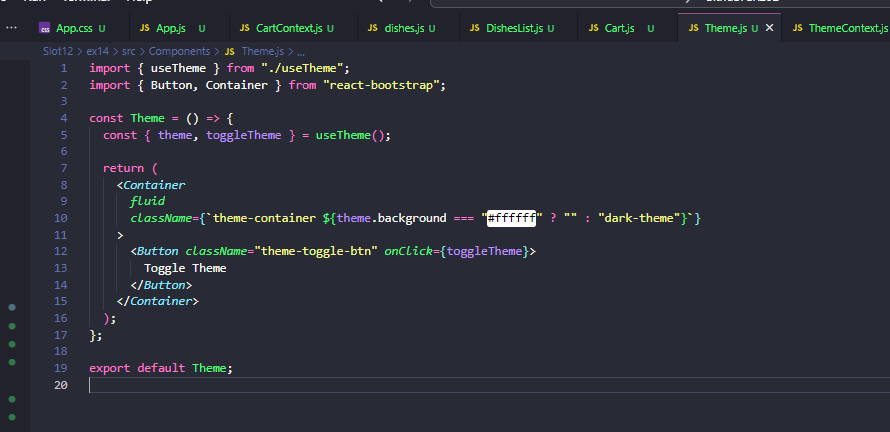 ... App.css U JS App.js U JS CartContext.js U JS dishes.js U JS DishesList.js U JS Cart.js U JS Theme.js U × JS ThemeContext.js
Slot12 > ex14 > src > Components > JS Theme.js > ...
1 import { useTheme } from "./useTheme";
2 import { Button, Container } from "react-bootstrap";
3
4 const Theme = () => {
5   const { theme, toggleTheme } = useTheme();
6
7   return (
8     <Container
9       fluid
10       className={`theme-container ${theme.background === "#ffffff" ? "" : "dark-theme"}`}
11     >
12       <Button className="theme-toggle-btn" onClick={toggleTheme}>
13         Toggle Theme
14       </Button>
15     </Container>
16   );
17 };
18
19 export default Theme;
20